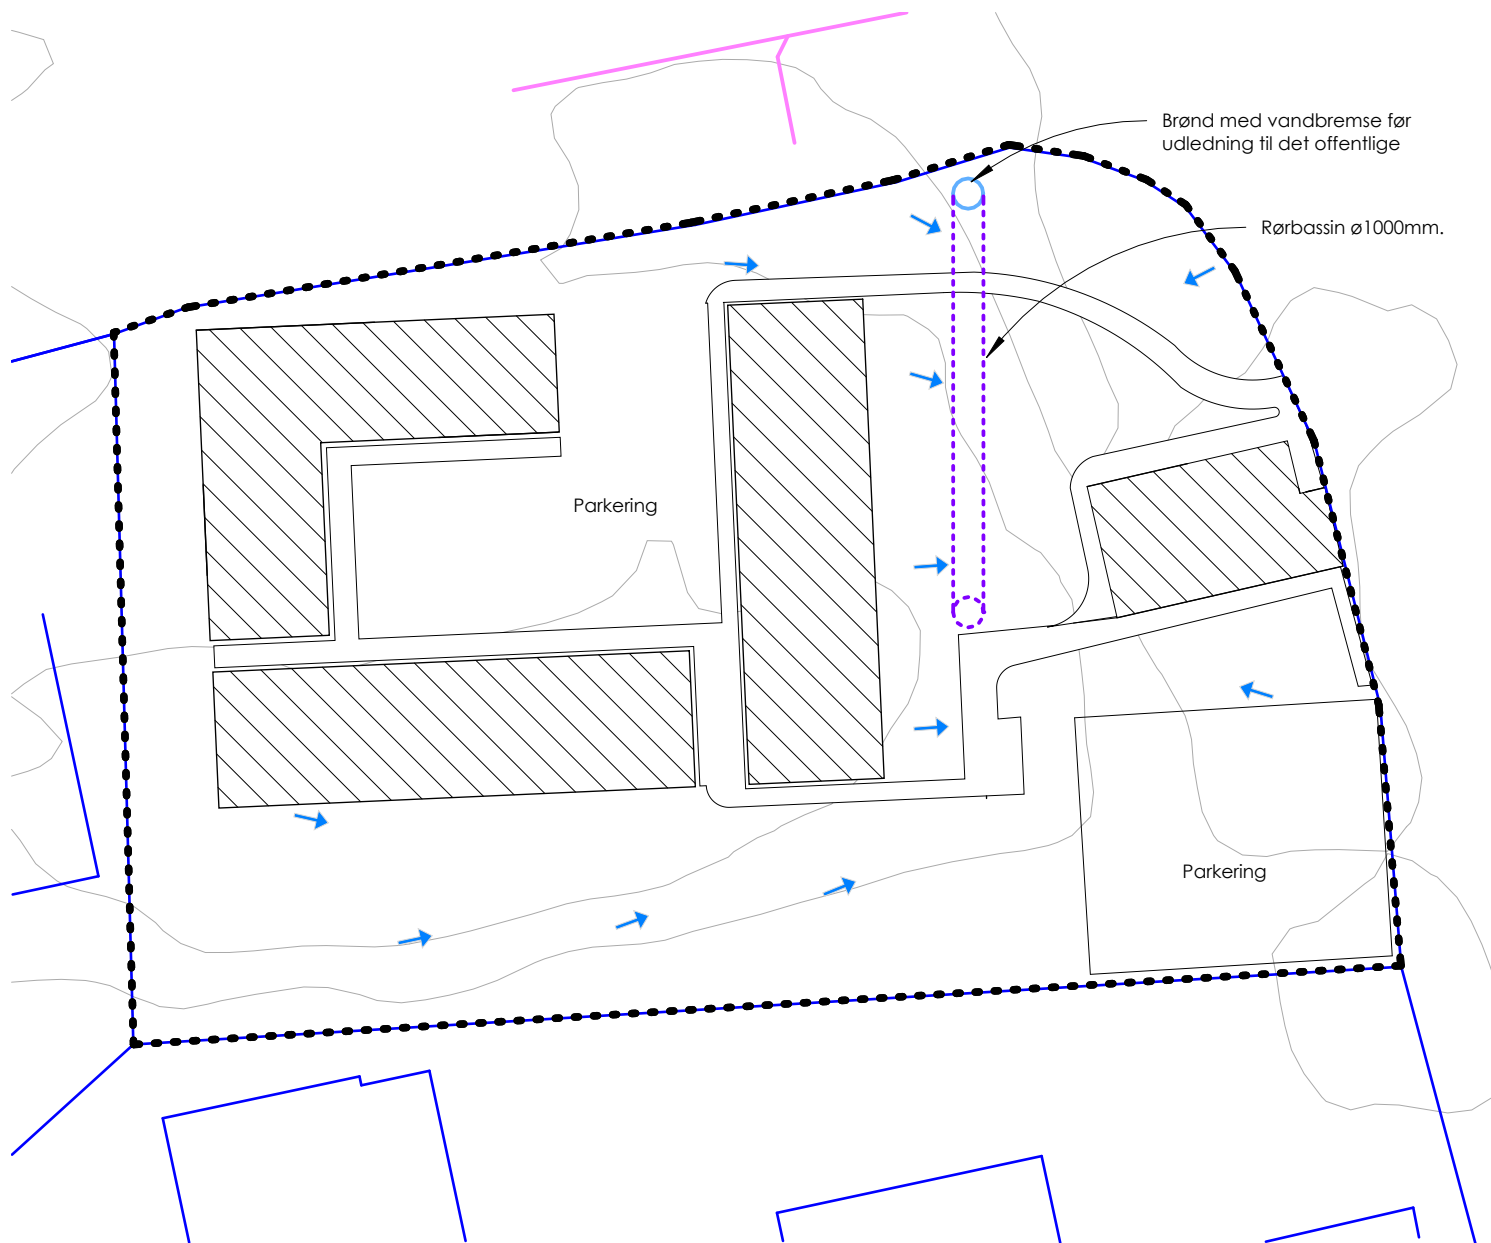 Brønd med vandbremse før
udledning til det offentlige
Rørbassin ø1000mm.
Parkering
Parkering